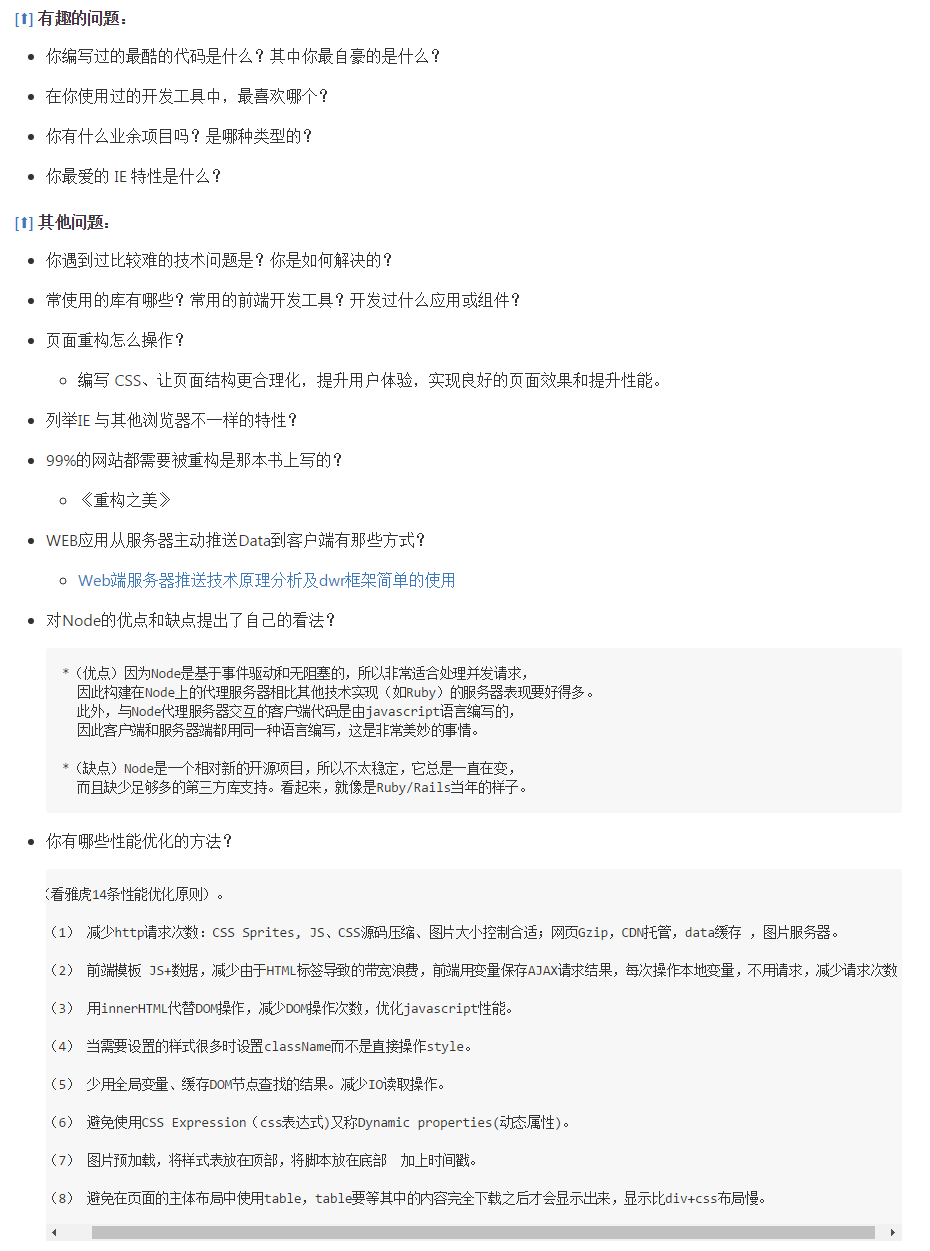 [⬆] 有趣的问题：
你编写过的最酷的代码是什么？其中你最自豪的是什么？
在你使用过的开发工具中，最喜欢哪个？
你有什么业余项目吗？是哪种类型的？
你最爱的 IE 特性是什么？
[⬆] 其他问题：
你遇到过比较难的技术问题是？你是如何解决的？
常使用的库有哪些？常用的前端开发工具？开发过什么应用或组件？
页面重构怎么操作？
编写 CSS、让页面结构更合理化，提升用户体验，实现良好的页面效果和提升性能。
列举IE 与其他浏览器不一样的特性？
99%的网站都需要被重构是那本书上写的？
《重构之美》
WEB应用从服务器主动推送Data到客户端有那些方式？
Web端服务器推送技术原理分析及dwr框架简单的使用
对Node的优点和缺点提出了自己的看法？
*（优点）因为Node是基于事件驱动和无阻塞的，所以非常适合处理并发请求，
因此构建在Node上的代理服务器相比其他技术实现（如Ruby）的服务器表现要好得多。
此外，与Node代理服务器交互的客户端代码是由javascript语言编写的，
因此客户端和服务器端都用同一种语言编写，这是非常美妙的事情。
*（缺点）Node是一个相对新的开源项目，所以不太稳定，它总是一直在变，
而且缺少足够多的第三方库支持。看起来，就像是Ruby/Rails当年的样子。
你有哪些性能优化的方法？
（看雅虎14条性能优化原则）。
（1） 减少http请求次数：CSS Sprites, JS、CSS源码压缩、图片大小控制合适；网页Gzip，CDN托管，data缓存 ，图片服务器。
（2） 前端模板 JS+数据，减少由于HTML标签导致的带宽浪费，前端用变量保存AJAX请求结果，每次操作本地变量，不用请求，减少请求次数
（3） 用innerHTML代替DOM操作，减少DOM操作次数，优化javascript性能。
（4） 当需要设置的样式很多时设置className而不是直接操作style。
（5） 少用全局变量、缓存DOM节点查找的结果。减少IO读取操作。
（6） 避免使用CSS Expression（css表达式)又称Dynamic properties(动态属性)。
（7） 图片预加载，将样式表放在顶部，将脚本放在底部 加上时间戳。
（8） 避免在页面的主体布局中使用table，table要等其中的内容完全下载之后才会显示出来，显示比div+css布局慢。